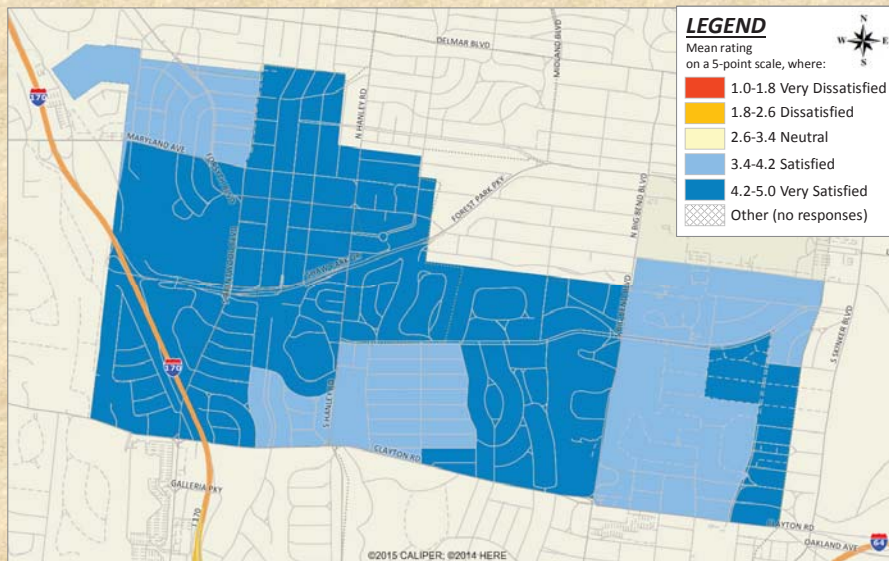 LEGEND
N
W E
S
Mean rating
on a 5-point scale, where:
1.0-1.8 Very Dissatisfied
1.8-2.6 Dissatisfied
2.6-3.4 Neutral
3.4-4.2 Satisfied
4.2-5.0 Very Satisfied
Other (no responses)
DELMAR BLVD
MIDLAND BLVD
170
N HANLEY RD
MARYLAND AVE
FOREST PARK PKY
N BIG BEND BLVD
S SKINKER BLVD
170
S HANLEY RD
CLAYTON RD
GALLERIA PKY
I 170
CLAYTON RD
OAKLAND AVE
64
©2015 CALIPER; ©2014 HERE